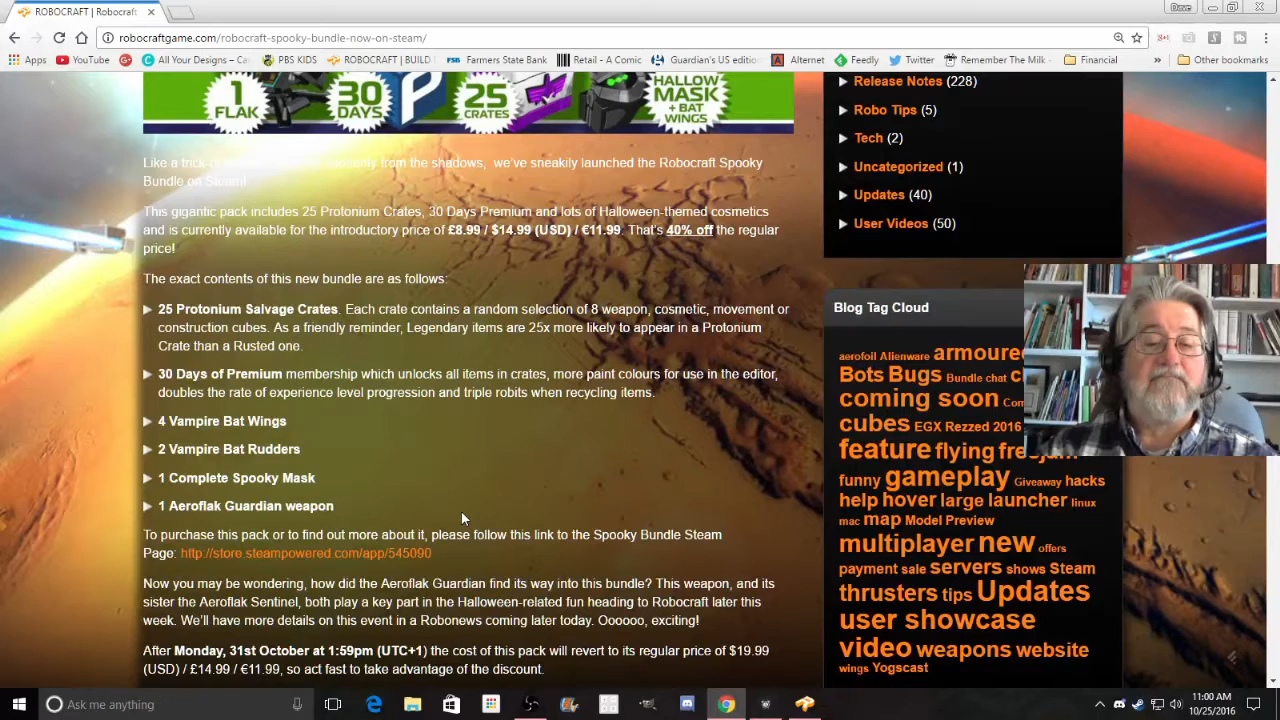 ROBOCRAFT | Robocraft
Dave
robocraftgame.com/robocraft-spooky-bundle-now-on-steam/
Apps YouTube Clinical Am Armo PBS KIDS ROBOCRAFT | BUILD Farmers State Bank Retail - A Comic Guardian's US edition Alternet Feedly Twitter Remember The Milk Financial » Other bookmarks
1 FLAK
30 DAYS
25 CRATES
HALLOW MASK + BAT WINGS
Like a trick from the shadows, we've sneakily launched the Robocraft Spooky
Bundle on Steam!
This gigantic pack includes 25 Protonium Crates, 30 Days Premium and lots of Halloween-themed cosmetics
and is currently available for the introductory price of £8.99 / $14.99 (USD) / €11.99. That's 40% off the regular
price!
The exact contents of this new bundle are as follows:
25 Protonium Salvage Crates. Each crate contains a random selection of 8 weapon, cosmetic, movement or
construction cubes. As a friendly reminder, Legendary items are 25x more likely to appear in a Protonium
Crate than a Rusted one.
30 Days of Premium membership which unlocks all items in crates, more paint colours for use in the editor,
doubles the rate of experience level progression and triple robits when recycling items.
4 Vampire Bat Wings
2 Vampire Bat Rudders
1 Complete Spooky Mask
1 Aeroflak Guardian weapon
To purchase this pack or to find out more about it, please follow this link to the Spooky Bundle Steam
Page: http://store.steampowered.com/app/545090
Now you may be wondering, how did the Aeroflak Guardian find its way into this bundle? This weapon, and its
sister the Aeroflak Sentinel, both play a key part in the Halloween-related fun heading to Robocraft later this
week. We'll have more details on this event in a Robonews coming later today. Oooooo, exciting!
After Monday, 31st October at 1:59pm (UTC+1) the cost of this pack will revert to its regular price of $19.99
(USD) / £14.99 / €11.99, so act fast to take advantage of the discount.
Release Notes (228)
Robo Tips (5)
Tech (2)
Uncategorized (1)
Updates (40)
User Videos (50)
Blog Tag Cloud
aerofoil Alienware armoured
Bots Bugs Bundle chat
coming soon
cubes EGX Rezzed 2016
feature flying freejam
funny gameplay Giveaway hacks
help hover large launcher linux
mac map Model Preview
multiplayer new offers
payment sale servers shows Steam
thrusters tips Updates
user showcase
video weapons website
wings Yogscast
Ask me anything
11:00 AM
10/25/2016